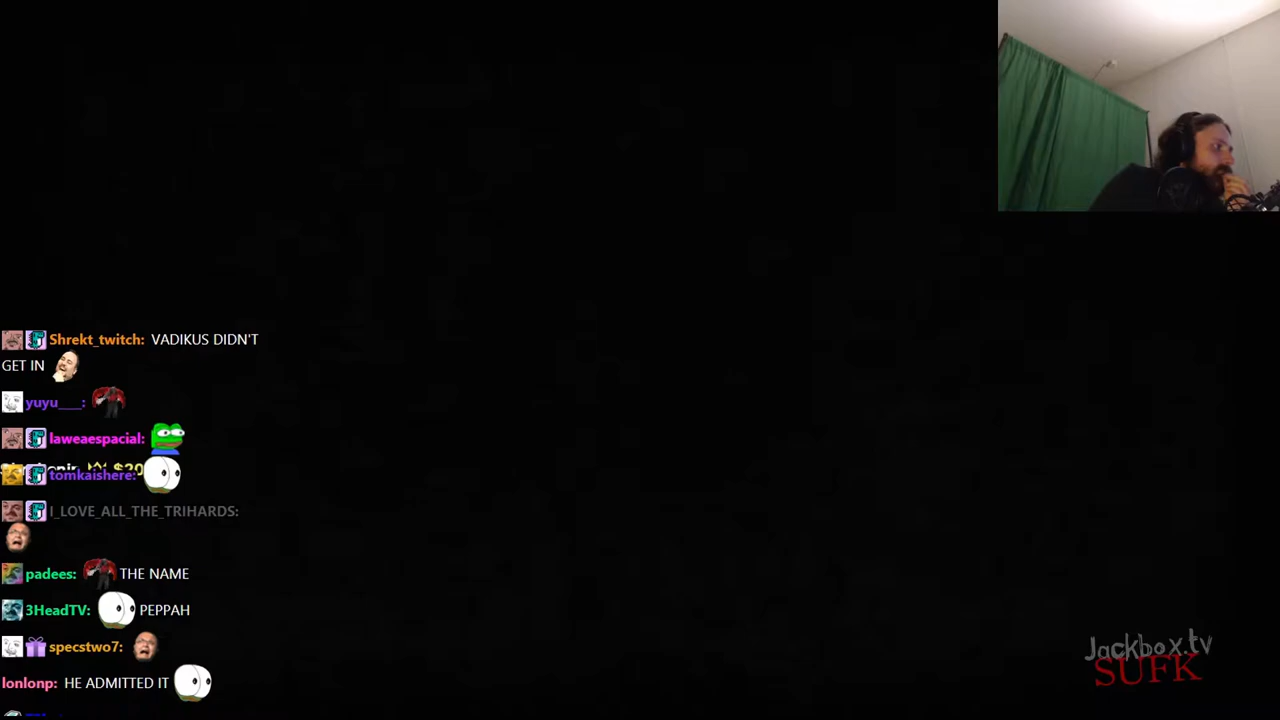 Shrekt_twitch: VADIKUS DIDN'T
GET IN
yuyu____:
laweaespacial:
tomkaishere:
I_LOVE_ALL_THE_TRIHARDS:
padees: THE NAME
3HeadTV: PEPPAH
specstwo7:
lonlonp: HE ADMITTED IT
Jackbox.tv
SUFK